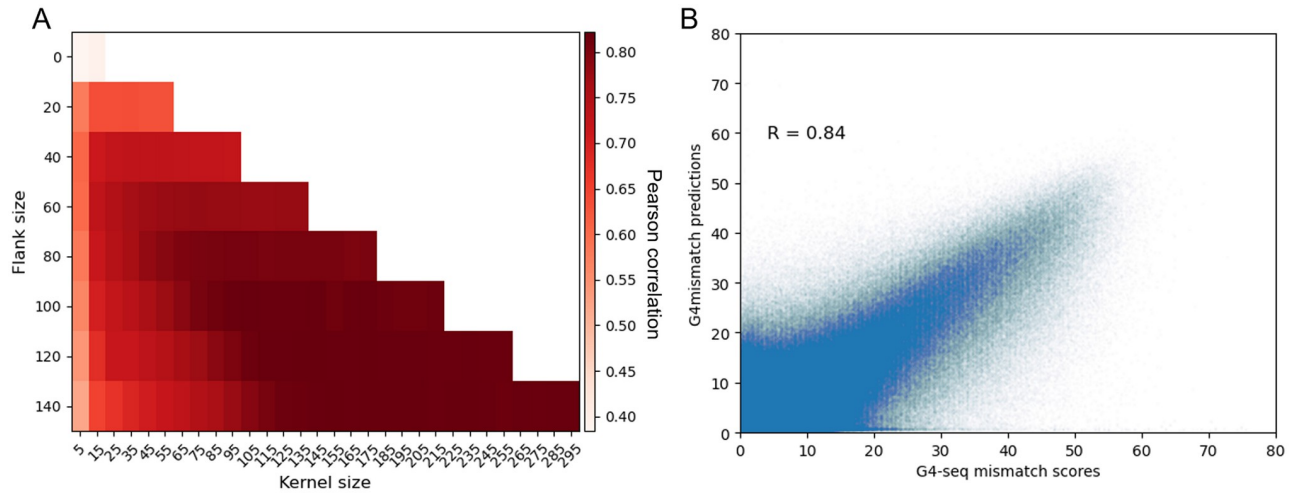 A
0
20
40
60
80
100
120
140
Flank size
5 15 25 35 45 55 65 75 85 95 105 115 125 135 145 155 165 175 185 195 205 215 225 235 245 255 265 275 285 295
Kernel size
0.80
0.75
0.70
0.65
0.60
0.55
0.50
0.45
0.40
Pearson correlation
B
80
70
60
50
40
30
20
10
0
G4mismatch predictions
R = 0.84
0 10 20 30 40 50 60 70 80
G4-seq mismatch scores